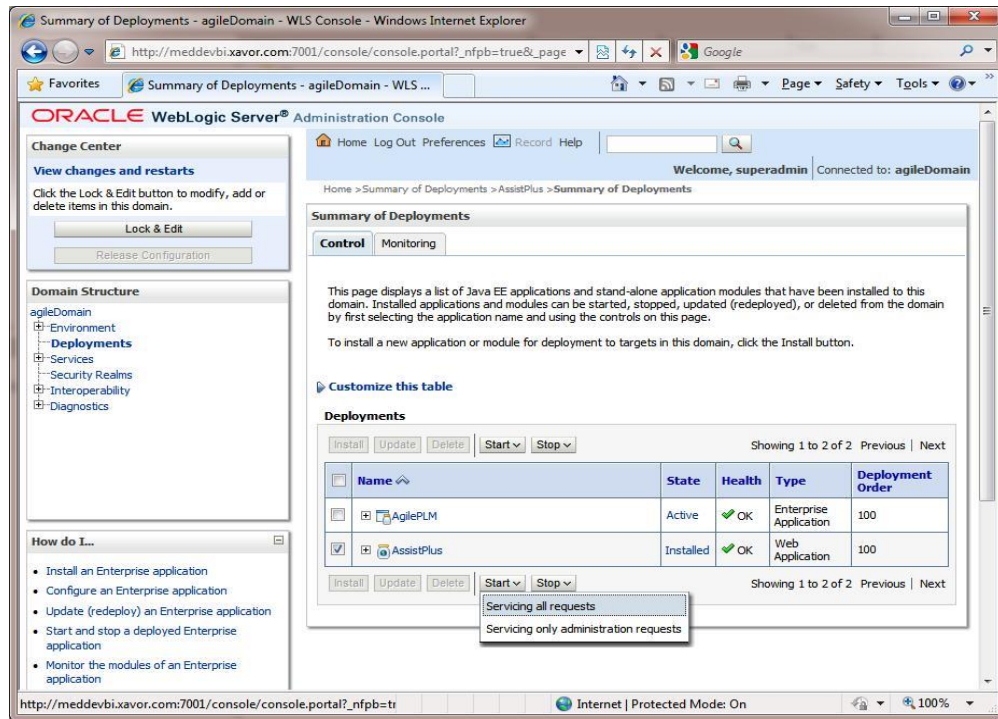 Summary of Deployments - agileDomain - WLS Console - Windows Internet Explorer
http://meddevbi.xavor.com:7001/console/console.portal?_nfpb=true&_page
Google
Favorites
Summary of Deployments - agileDomain - WLS ...
Page Safety Tools
ORACLE WebLogic Server® Administration Console
Change Center
View changes and restarts
Click the Lock & Edit button to modify, add or
delete items in this domain.
Lock & Edit
Release Configuration
Domain Structure
agileDomain
Environment
Deployments
Services
Security Realms
Interoperability
Diagnostics
How do I...
Install an Enterprise application
Configure an Enterprise application
Update (redeploy) an Enterprise application
Start and stop a deployed Enterprise
application
Monitor the modules of an Enterprise
application
Home Log Out Preferences Record Help
Welcome, superadmin Connected to: agileDomain
Home >Summary of Deployments >AssistPlus >Summary of Deployments
Summary of Deployments
Control Monitoring
This page displays a list of Java EE applications and stand-alone application modules that have been installed to this
domain. Installed applications and modules can be started, stopped, updated (redeployed), or deleted from the domain
by first selecting the application name and using the controls on this page.
To install a new application or module for deployment to targets in this domain, click the Install button.
Customize this table
Deployments
Install Update Delete Start Stop Showing 1 to 2 of 2 Previous | Next
Name State Health Type Deployment Order
AgilePLM Active OK Enterprise Application 100
AssistPlus Installed OK Web Application 100
Install Update Delete Start Stop Showing 1 to 2 of 2 Previous | Next
Servicing all requests
Servicing only administration requests
http://meddevbi.xavor.com:7001/console/console.portal?_nfpb=tr
Internet | Protected Mode: On
100%